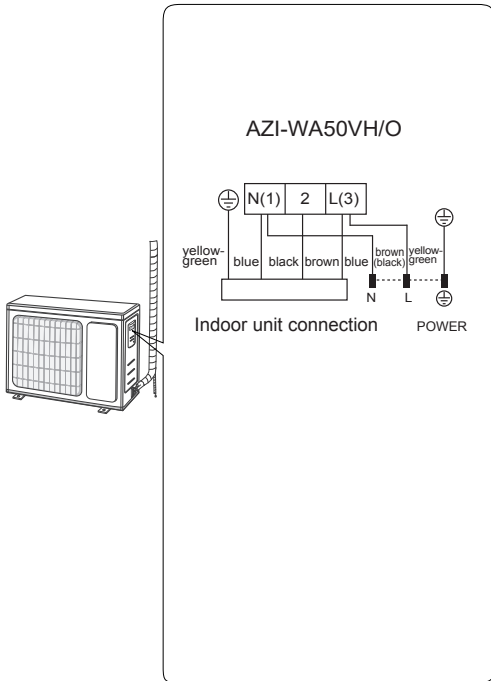 AZI-WA50VH/O
N(1) 2 L(3)
yellow-
green
blue
black
brown
blue
brown
(black)
yellow-
green
N L
Indoor unit connection
POWER